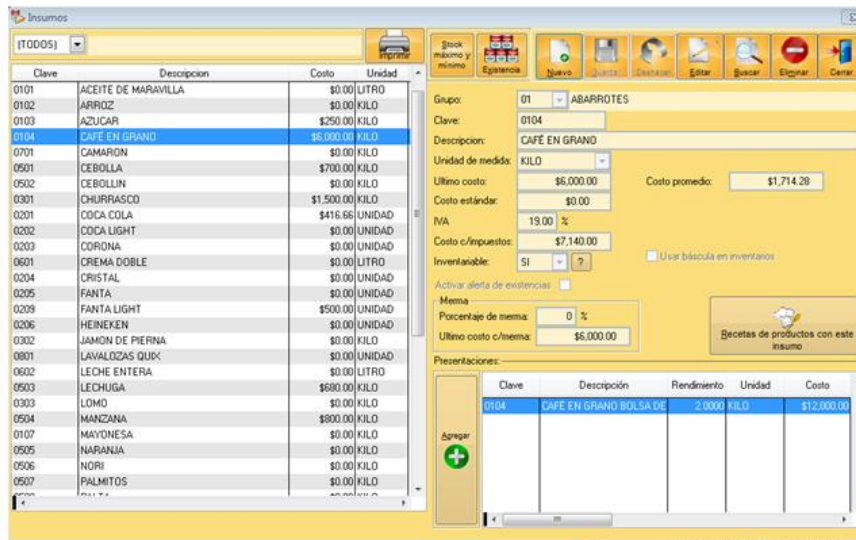 Insumos
(TODOS)
Imprimir
Stock máximo y mínimo
Existencia
Nuevo
Guardar
Deshacer
Editar
Buscar
Eliminar
Cerrar
Clave Descripcion Costo Unidad
0101 ACEITE DE MARAVILLA $0.00 LITRO
0102 ARROZ $0.00 KILO
0103 AZUCAR $250.00 KILO
0104 CAFÉ EN GRANO $6,000.00 KILO
0701 CAMARON $0.00 KILO
0501 CEBOLLA $700.00 KILO
0502 CEBOLLIN $0.00 KILO
0301 CHURRASCO $1,500.00 KILO
0201 COCA COLA $416.66 UNIDAD
0202 COCA LIGHT $0.00 UNIDAD
0203 CORONA $0.00 UNIDAD
0601 CREMA DOBLE $0.00 LITRO
0204 CRISTAL $0.00 UNIDAD
0205 FANTA $0.00 UNIDAD
0209 FANTA LIGHT $500.00 UNIDAD
0206 HEINEKEN $0.00 UNIDAD
0302 JAMON DE PIERNA $0.00 KILO
0801 LAVALOZAS QUIX $0.00 UNIDAD
0602 LECHE ENTERA $0.00 LITRO
0503 LECHUGA $680.00 KILO
0303 LOMO $0.00 KILO
0504 MANZANA $800.00 KILO
0107 MAYONESA $0.00 KILO
0505 NARANJA $0.00 KILO
0506 NORI $0.00 KILO
0507 PALMITOS $0.00 KILO
Grupo: 01 ABARROTES
Clave: 0104
Descripcion: CAFÉ EN GRANO
Unidad de medida: KILO
Ultimo costo: $6,000.00 Costo promedio: $1,714.28
Costo estándar: $0.00
IVA 19.00 %
Costo c/impuestos: $7,140.00
Inventariable: SI ? Usar báscula en inventarios
Activar alerta de existencias
Merma
Porcentaje de merma: 0 %
Ultimo costo c/merma: $6,000.00
Recetas de productos con este insumo
Presentaciones:
Agregar
Clave Descripción Rendimiento Unidad Costo
0104 CAFÉ EN GRANO BOLSA DE 2.0000 KILO $12,000.00